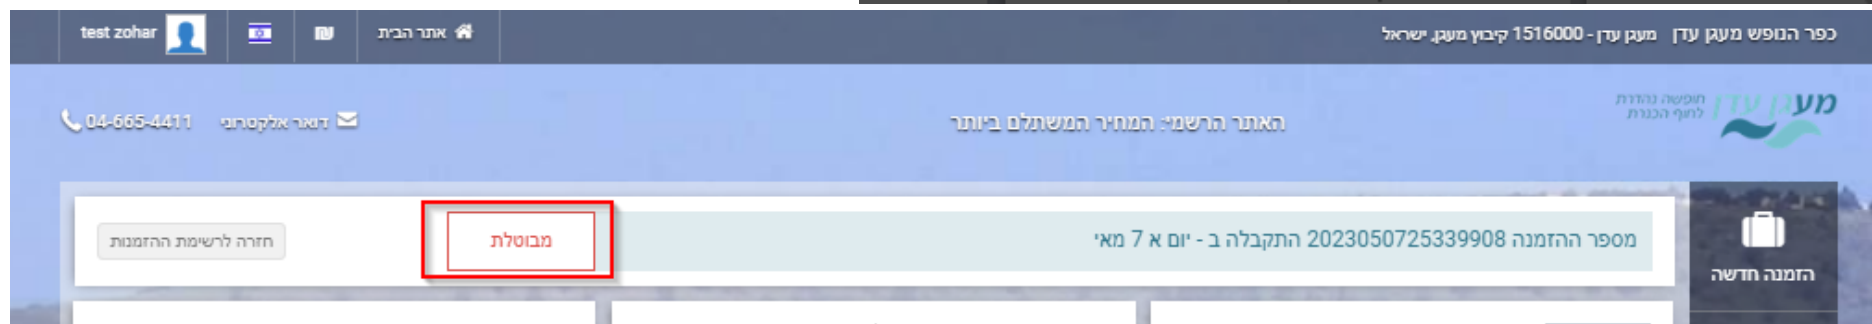 כפר הנופש מעגן עדן   מעגן עדן - 1516000 קיבוץ מעגן, ישראל
אתר הבית
₪
test zohar
מעגן עדן
חופשה נהדרת
לחוף הכנרת
האתר הרשמי: המחיר המשתלם ביותר
דואר אלקטרוני
04-665-4411
הזמנה חדשה
מספר ההזמנה 2023050725339908 התקבלה ב - יום א 7 מאי
מבוטלת
חזרה לרשימת ההזמנות